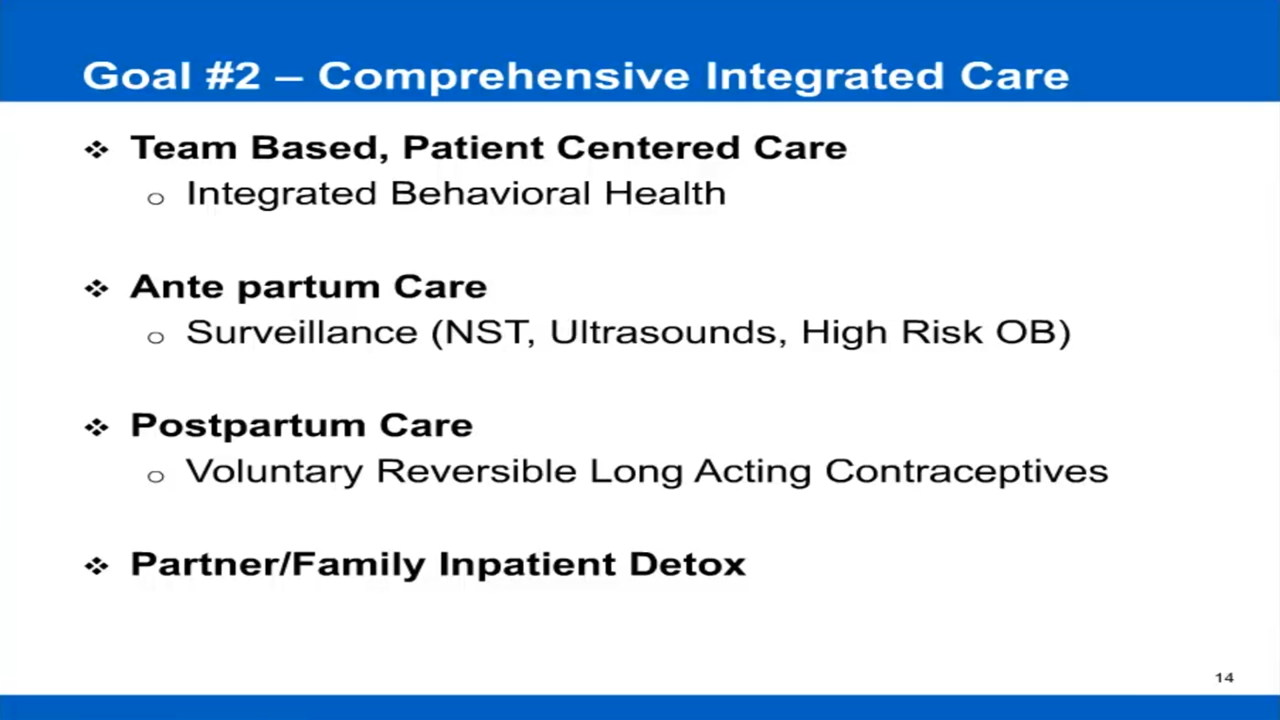 Goal #2 – Comprehensive Integrated Care
❖ Team Based, Patient Centered Care
o Integrated Behavioral Health
❖ Ante partum Care
o Surveillance (NST, Ultrasounds, High Risk OB)
❖ Postpartum Care
o Voluntary Reversible Long Acting Contraceptives
❖ Partner/Family Inpatient Detox
14